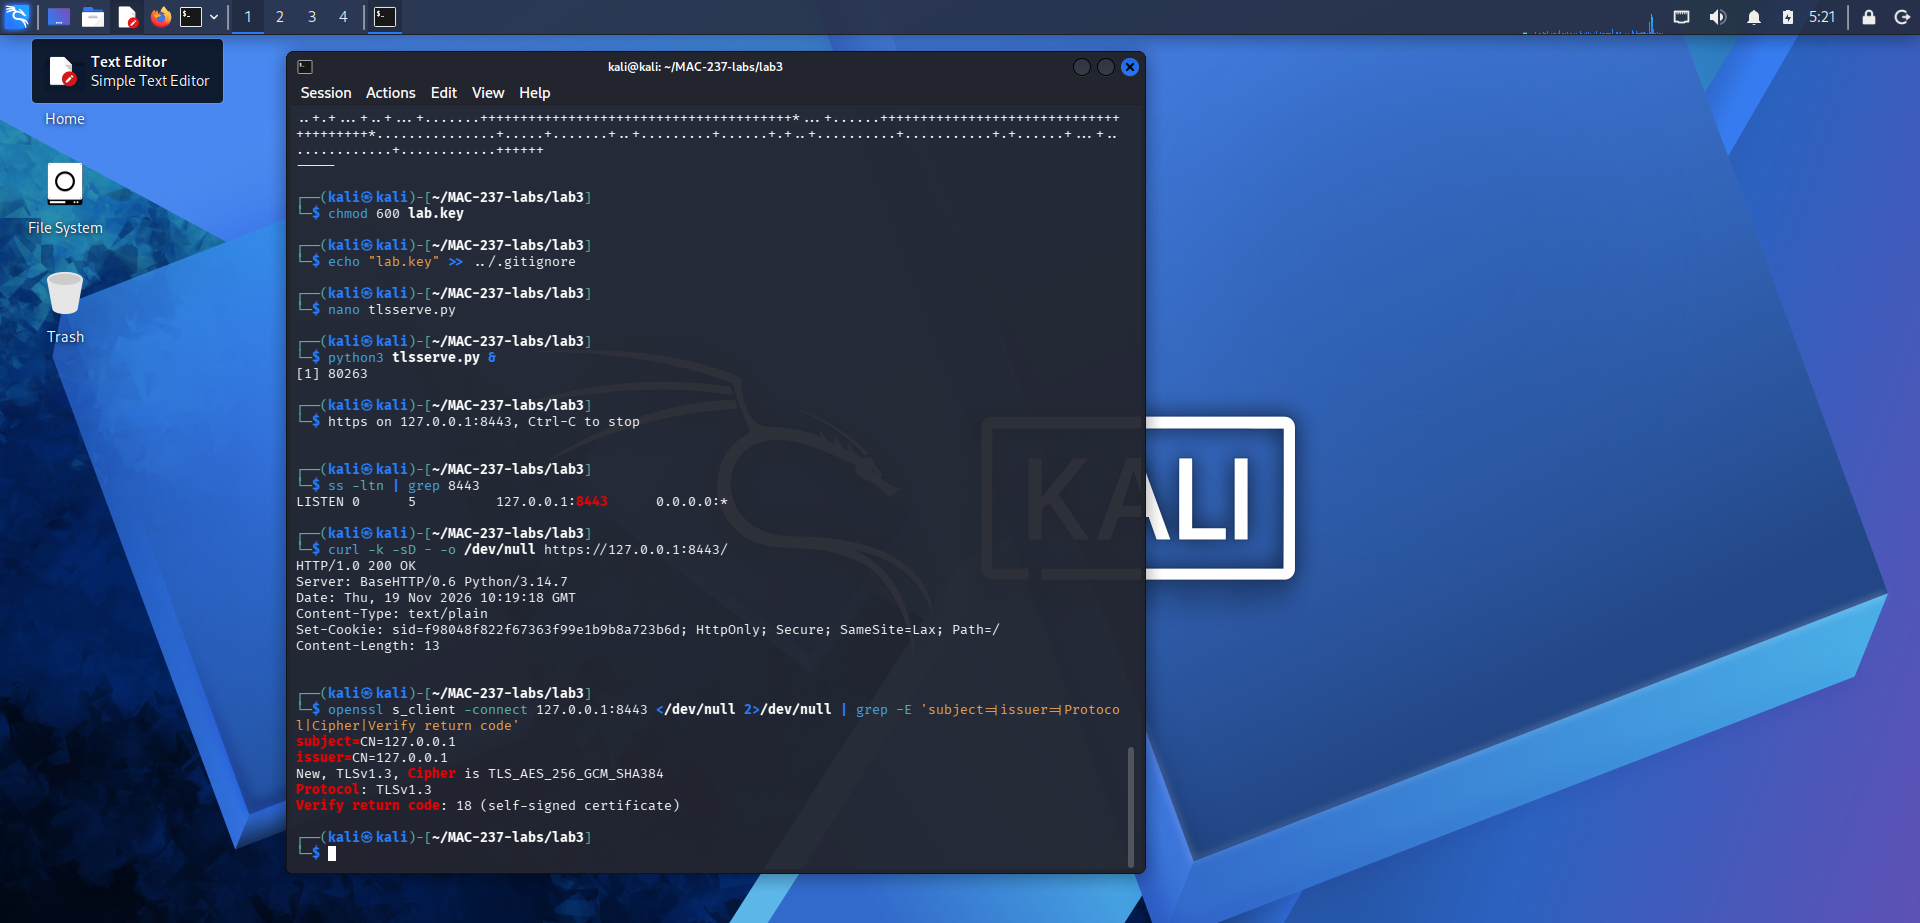 1 2 3 4 5:21
Text Editor
Simple Text Editor
Home
File System
Trash
kali@kali: ~/MAC-237-labs/lab3
Session Actions Edit View Help
------
┌──(kali㉿kali)-[~/MAC-237-labs/lab3]
└─$ chmod 600 lab.key
┌──(kali㉿kali)-[~/MAC-237-labs/lab3]
└─$ echo "lab.key" >> ../.gitignore
┌──(kali㉿kali)-[~/MAC-237-labs/lab3]
└─$ nano tlsserve.py
┌──(kali㉿kali)-[~/MAC-237-labs/lab3]
└─$ python3 tlsserve.py &
[1] 80263
┌──(kali㉿kali)-[~/MAC-237-labs/lab3]
└─$ https on 127.0.0.1:8443, Ctrl-C to stop
┌──(kali㉿kali)-[~/MAC-237-labs/lab3]
└─$ ss -ltn | grep 8443
LISTEN 0      5          127.0.0.1:8443      0.0.0.0:*
┌──(kali㉿kali)-[~/MAC-237-labs/lab3]
└─$ curl -k -sD - -o /dev/null https://127.0.0.1:8443/
HTTP/1.0 200 OK
Server: BaseHTTP/0.6 Python/3.14.7
Date: Thu, 19 Nov 2026 10:19:18 GMT
Content-Type: text/plain
Set-Cookie: sid=f98048f822f67363f99e1b9b8a723b6d; HttpOnly; Secure; SameSite=Lax; Path=/
Content-Length: 13
┌──(kali㉿kali)-[~/MAC-237-labs/lab3]
└─$ openssl s_client -connect 127.0.0.1:8443 </dev/null 2>/dev/null | grep -E 'subject=|issuer=|Protoco
l|Cipher|Verify return code'
subject=CN=127.0.0.1
issuer=CN=127.0.0.1
New, TLSv1.3, Cipher is TLS_AES_256_GCM_SHA384
Protocol: TLSv1.3
Verify return code: 18 (self-signed certificate)
┌──(kali㉿kali)-[~/MAC-237-labs/lab3]
└─$
KALI